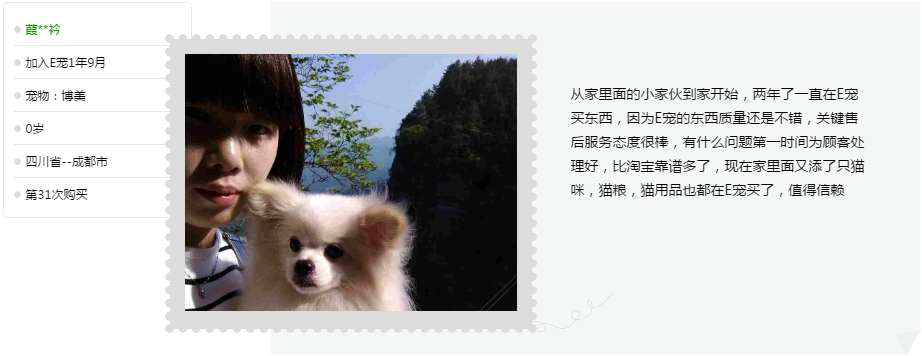 葭**衿
加入E宠1年9月
宠物：博美
0岁
四川省--成都市
第31次购买
从家里面的小家伙到家开始，两年了一直在E宠
买东西，因为E宠的东西质量还是不错，关键售
后服务态度很棒，有什么问题第一时间为顾客处
理好，比淘宝靠谱多了，现在家里面又添了只猫
咪，猫粮，猫用品也都在E宠买了，值得信赖